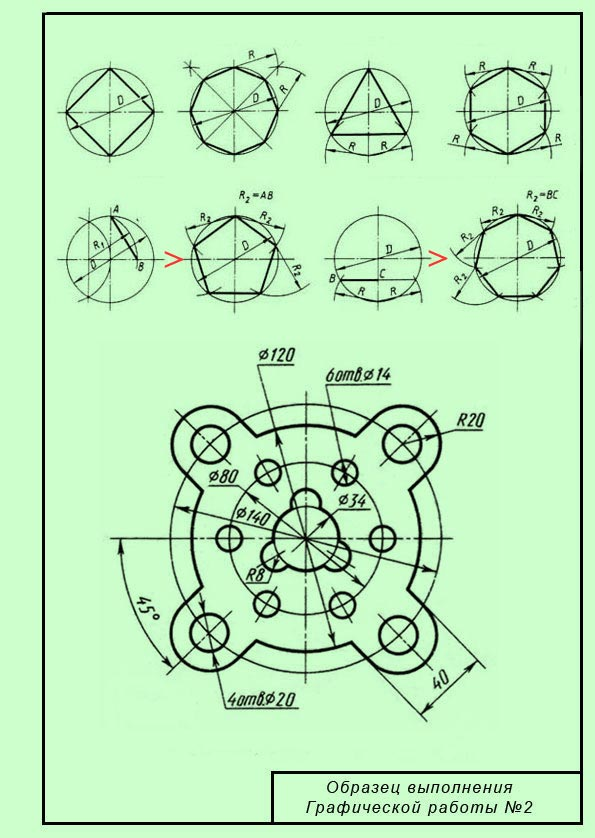 D
R
D
R
D
R
R
R
R
D
R
R
A
R₁
D
B
R₂=AB
R₂
R₂
D
R₂
D
B
C
R
R
R₂=BC
R₂
R₂
R₂
D
R₂
Ø120
6отв.Ø14
R20
Ø80
Ø34
Ø140
R8
45°
40
4отв.Ø20
Образец выполнения
Графической работы №2